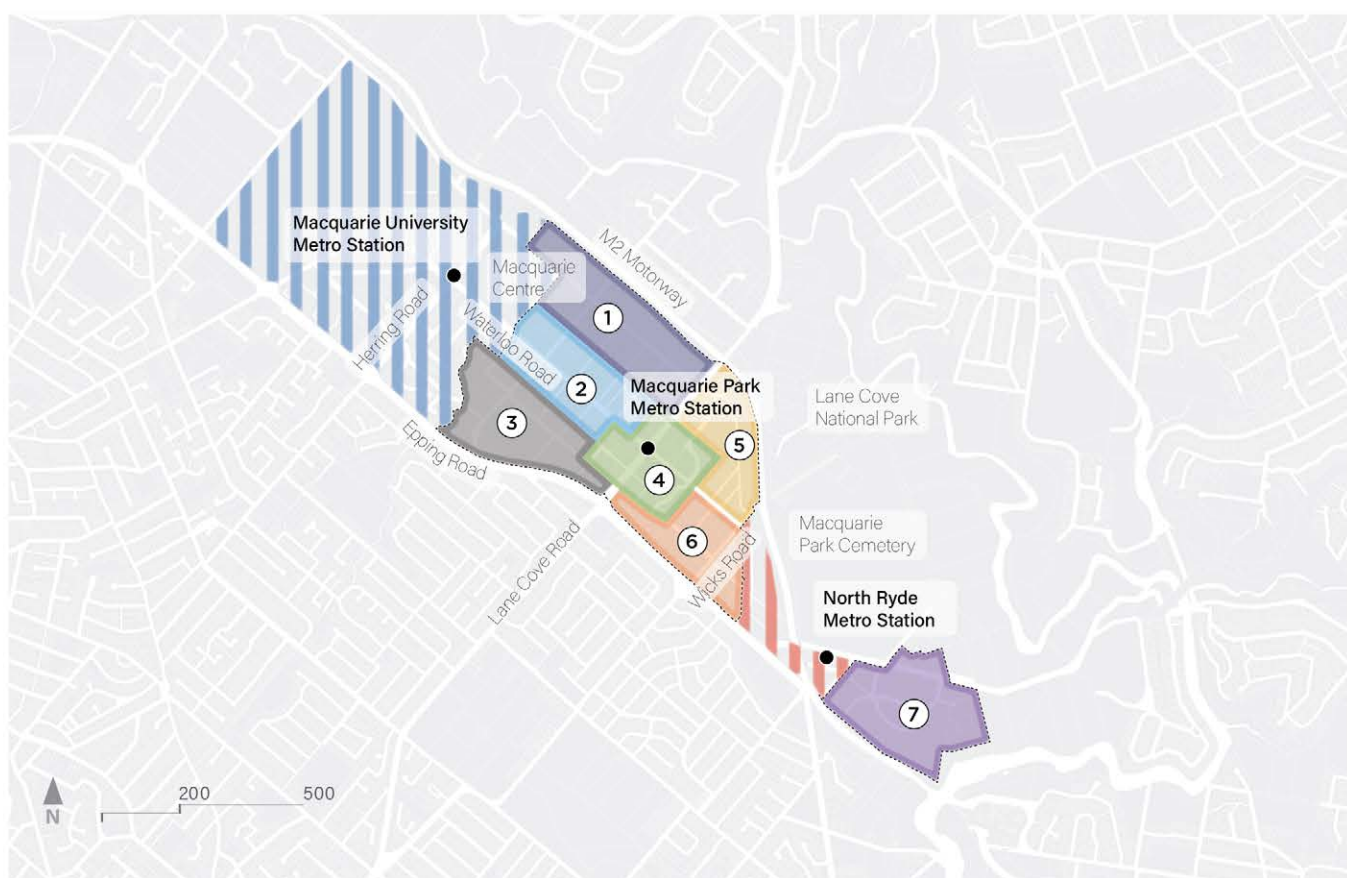 Macquarie University
Metro Station
M2 Motorway
Macquarie
Centre
Herring Road
Waterloo Road
1
2
Macquarie Park
Metro Station
3
Lane Cove
National Park
Epping Road
5
4
6
Macquarie
Park Cemetery
Lane Cove Road
Wicks Road
North Ryde
Metro Station
7
200 500
N